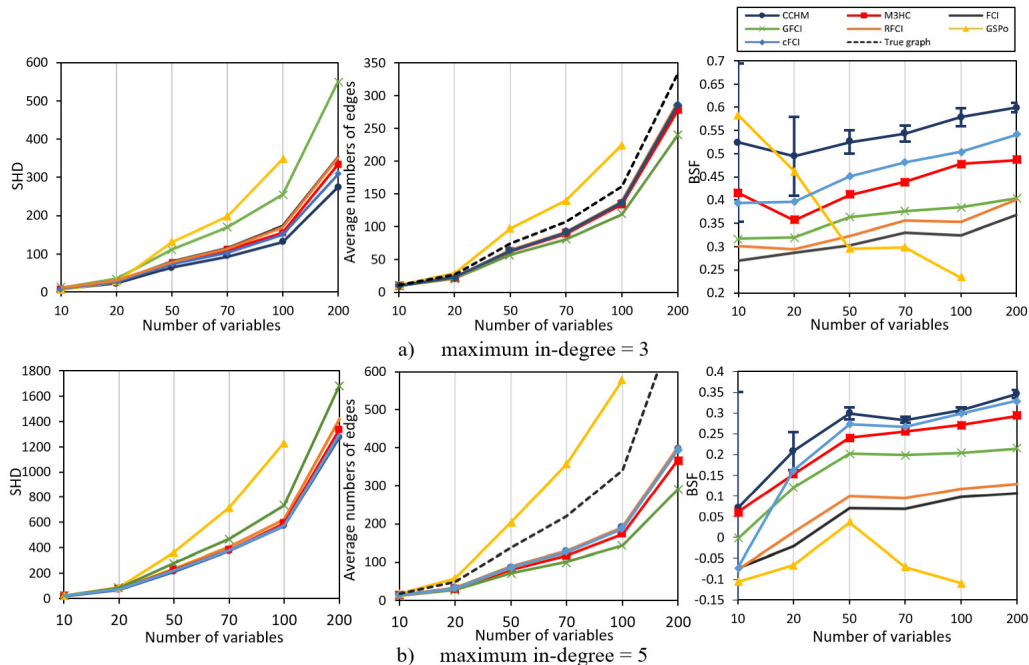 CCHM M3HC FCI
GFCI RFCI GSPo
cFCI True graph
600
500
400
300
200
100
0
SHD
10 20 50 70 100 200
Number of variables
350
300
250
200
150
100
50
0
Average numbers of edges
10 20 50 70 100 200
Number of variables
0.7
0.65
0.6
0.55
0.5
0.45
0.4
0.35
0.3
0.25
0.2
BSF
10 20 50 70 100 200
Number of variables
a) maximum in-degree = 3
1800
1600
1400
1200
1000
800
600
400
200
0
SHD
10 20 50 70 100 200
Number of variables
600
500
400
300
200
100
0
Average numbers of edges
10 20 50 70 100 200
Number of variables
0.4
0.35
0.3
0.25
0.2
0.15
0.1
0.05
0
-0.05
-0.1
-0.15
BSF
10 20 50 70 100 200
Number of variables
b) maximum in-degree = 5